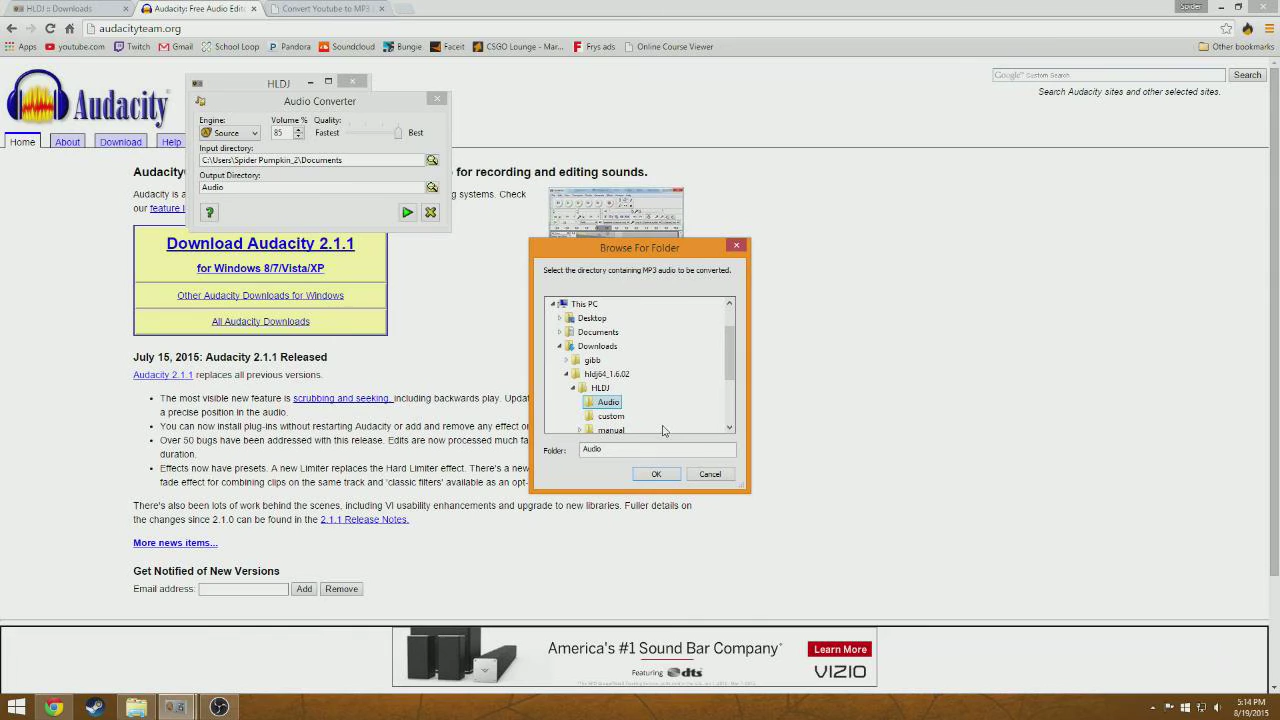 HLDJ :: Downloads
Audacity: Free Audio Edit
Convert Youtube to MP3
Spider
audacityteam.org
Apps
youtube.com
Twitch
Gmail
School Loop
Pandora
Soundcloud
Bungie
Faceit
CSGO Lounge - Mar...
Frys ads
Online Course Viewer
Other bookmarks
Audacity
Google Custom Search
Search
Search Audacity sites and other selected sites.
Home
About
Download
Help
HLDJ
Audio Converter
Engine:
Volume %
Quality:
Source
85
Fastest
Best
Input directory:
C:\Users\Spider Pumpkin_2\Documents
Output Directory:
Audio
Audacity
for recording and editing sounds.
Audacity is a
ng systems. Check
our feature l
Download Audacity 2.1.1
for Windows 8/7/Vista/XP
Other Audacity Downloads for Windows
All Audacity Downloads
Browse For Folder
Select the directory containing MP3 audio to be converted.
This PC
Desktop
Documents
Downloads
gibb
hldj64_1.6.02
HLDJ
Audio
custom
manual
Folder:
Audio
OK
Cancel
July 15, 2015: Audacity 2.1.1 Released
Audacity 2.1.1 replaces all previous versions.
The most visible new feature is scrubbing and seeking, including backwards play. Updat
a precise position in the audio.
You can now install plug-ins without restarting Audacity or add and remove any effect or
Over 50 bugs have been addressed with this release. Edits are now processed much fa
duration.
Effects now have presets. A new Limiter replaces the Hard Limiter effect. There's a new
fade effect for combining clips on the same track and 'classic filters' available as an opt-
There's also been lots of work behind the scenes, including VI usability enhancements and upgrade to new libraries. Fuller details on
the changes since 2.1.0 can be found in the 2.1.1 Release Notes.
More news items...
Get Notified of New Versions
Email address:
Add
Remove
America's #1 Sound Bar Company*
Featuring dts
Learn More
VIZIO
5:14 PM
8/19/2015